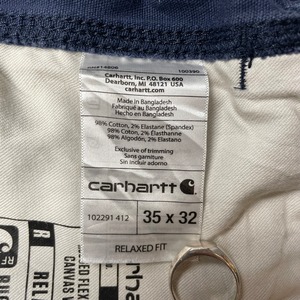 100390
Carhartt, Inc. P.O. Box 600
Dearborn, MI 48121 USA
carhartt.com
Made in Bangladesh
Fabriqué au Bangladesh
Hecho en Bangladesh
98% Cotton, 2% Elastane (Spandex)
98% Coton, 2% Elasthanne
98% Algodón, 2% Elastano
Exclusive of trimming
Sans garniture
Sin incluir adorno
carhartt
102291 412
35 x 32
RELAXED FIT